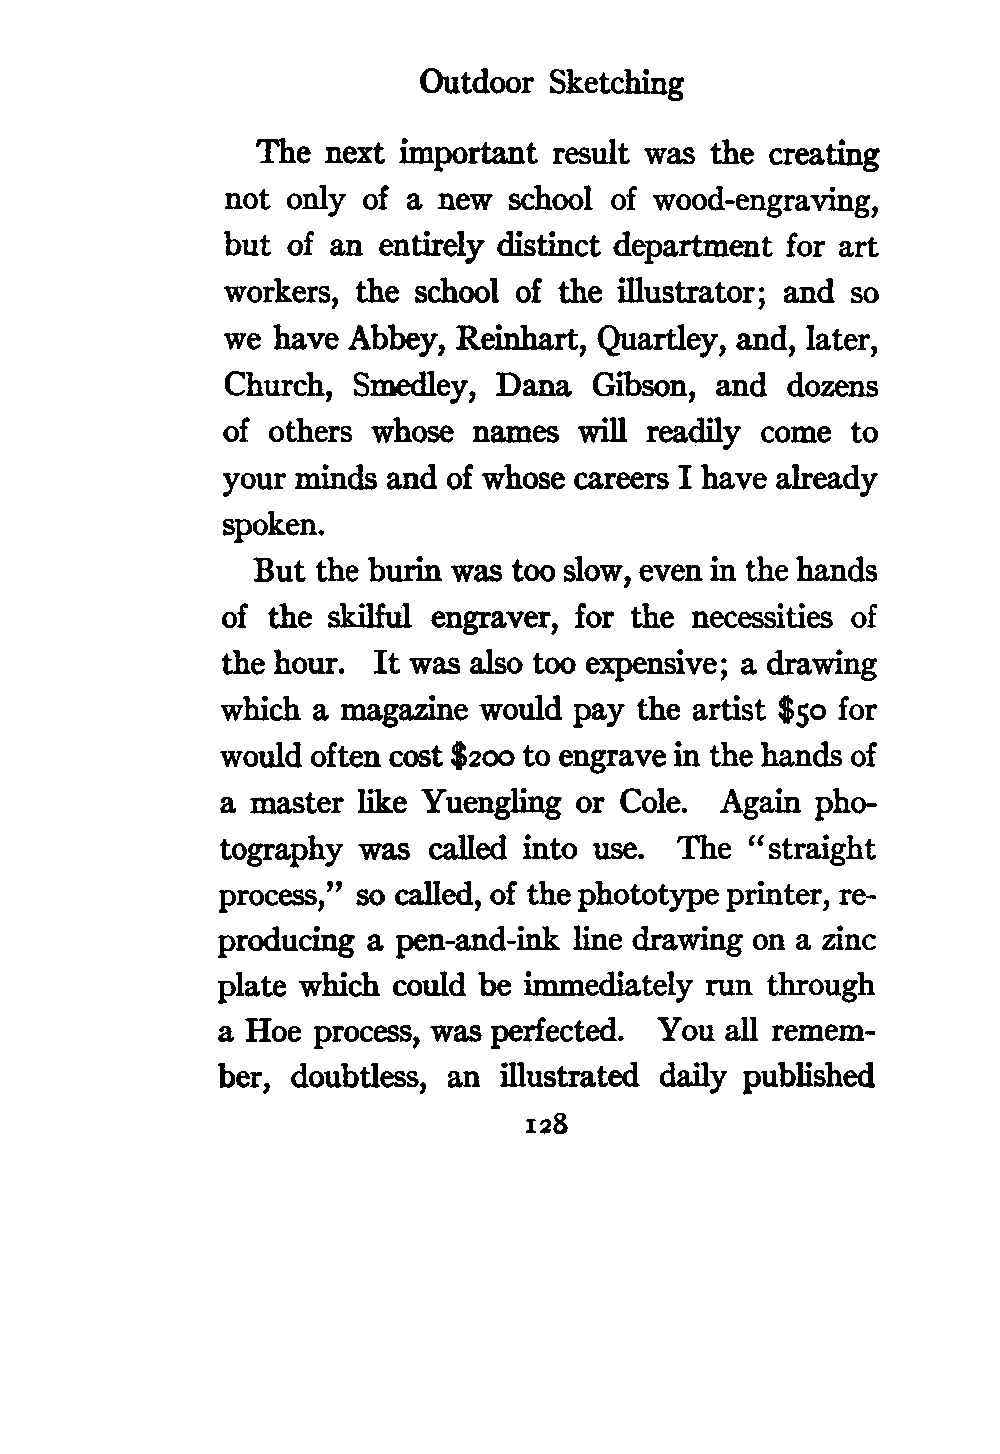 Outdoor Sketching
The next important result was the creating
not only of a new school of wood-engraving,
but of an entirely distinct department for art
workers, the school of the illustrator; and so
we have Abbey, Reinhart, Quartley, and, later,
Church, Smedley, Dana Gibson, and dozens
of others whose names will readily come to
your minds and of whose careers I have already
spoken.
But the burin was too slow, even in the hands
of the skilful engraver, for the necessities of
the hour. It was also too expensive; a drawing
which a magazine would pay the artist $50 for
would often cost $200 to engrave in the hands of
a master like Yuengling or Cole. Again pho-
tography was called into use. The “straight
process,” so called, of the phototype printer, re-
producing a pen-and-ink line drawing on a zinc
plate which could be immediately run through
a Hoe process, was perfected. You all remem-
ber, doubtless, an illustrated daily published
128